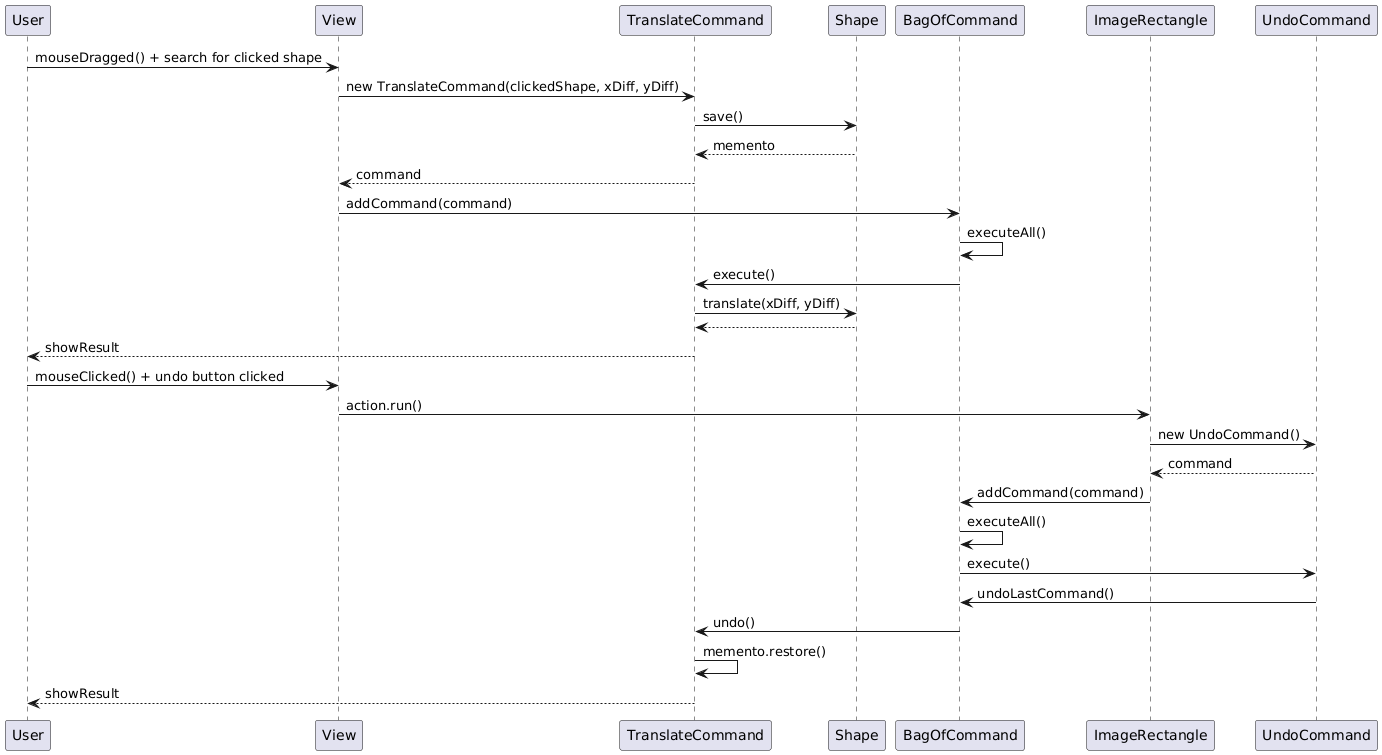 User View TranslateCommand Shape BagOfCommand ImageRectangle UndoCommand
mouseDragged() + search for clicked shape
new TranslateCommand(clickedShape, xDiff, yDiff)
save()
memento
command
addCommand(command)
executeAll()
execute()
translate(xDiff, yDiff)
showResult
mouseClicked() + undo button clicked
action.run()
new UndoCommand()
command
addCommand(command)
executeAll()
execute()
undoLastCommand()
undo()
memento.restore()
showResult
User View TranslateCommand Shape BagOfCommand ImageRectangle UndoCommand